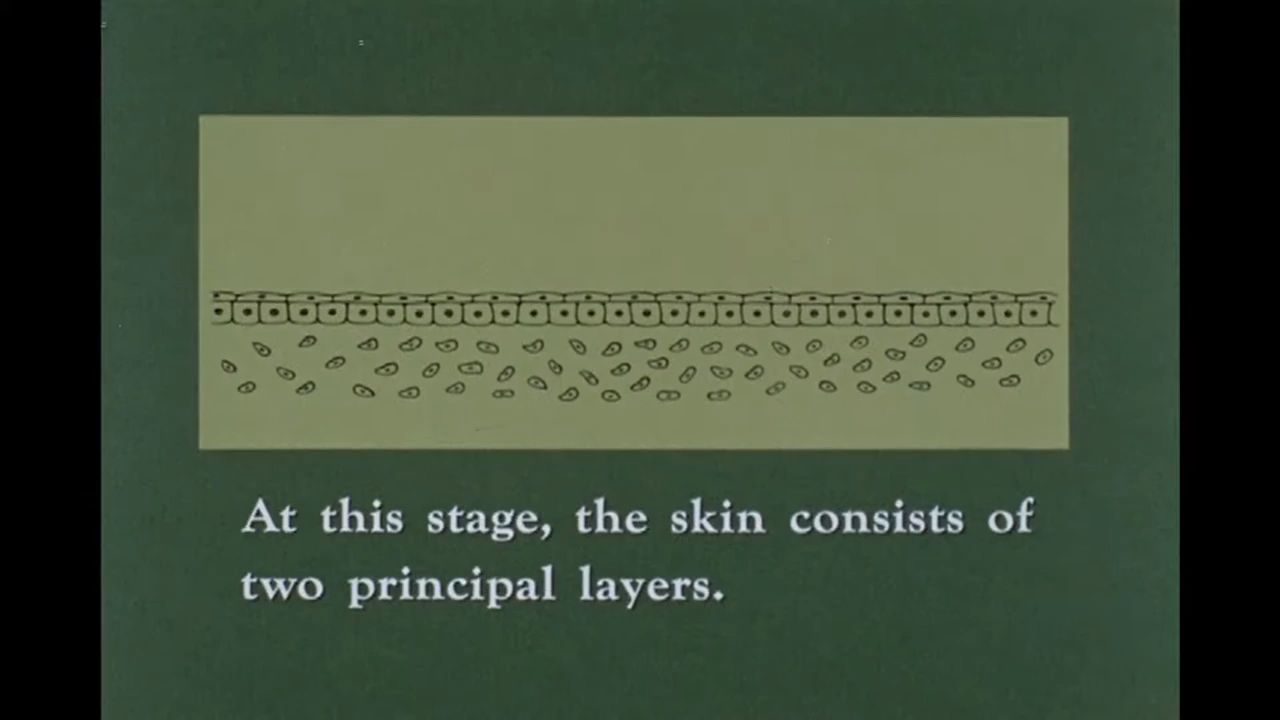 At this stage, the skin consists of
two principal layers.